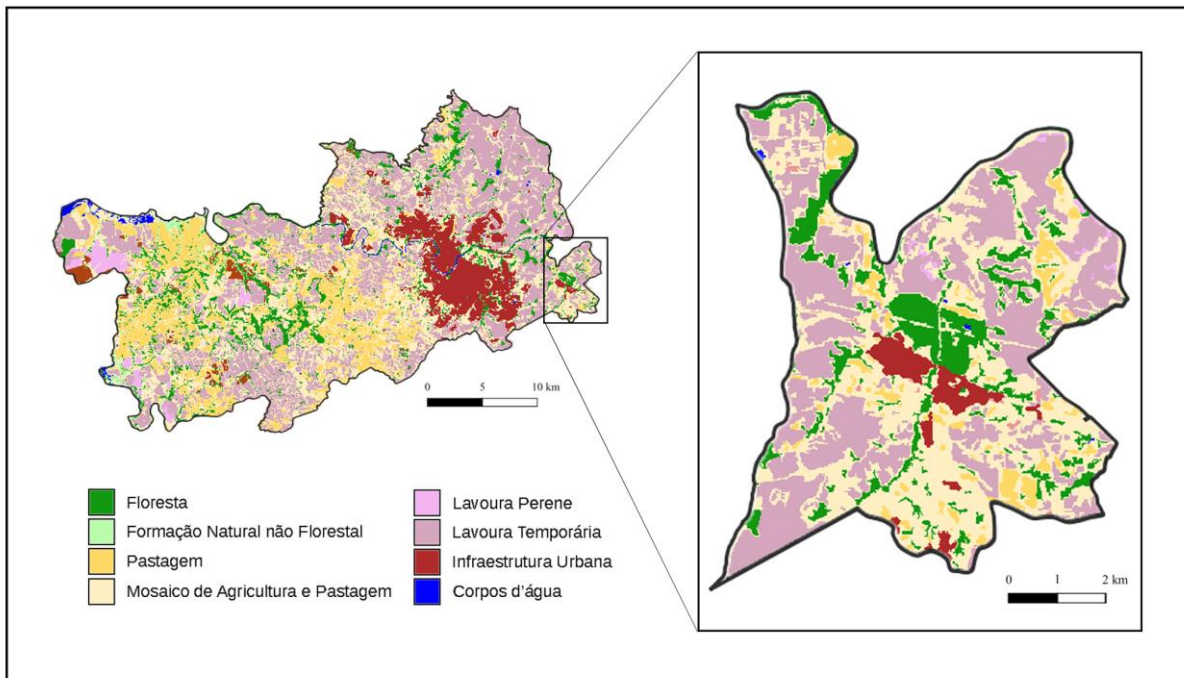 0 5 10 km
Floresta
Formação Natural não Florestal
Pastagem
Mosaico de Agricultura e Pastagem
Lavoura Perene
Lavoura Temporária
Infraestrutura Urbana
Corpos d'água
0 1 2 km